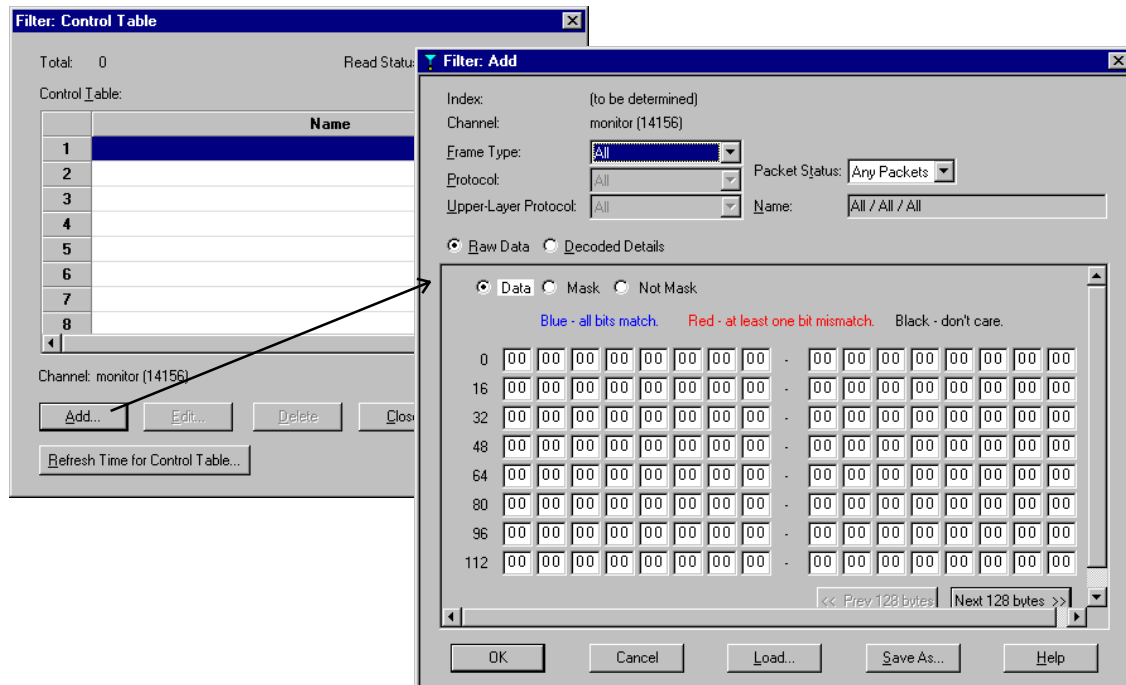 Filter: Control Table
Total: 0 Read Statu
Control Table:
Name
1
2
3
4
5
6
7
8
Channel: monitor (14156)
Add... Edit... Delete Clos
Refresh Time for Control Table...
Filter: Add
Index: (to be determined)
Channel: monitor (14156)
Frame Type: All
Protocol: All
Packet Status: Any Packets
Upper-Layer Protocol: All
Name: All / All / All
Raw Data Decoded Details
Data Mask Not Mask
Blue - all bits match. Red - at least one bit mismatch. Black - don't care.
0 00 00 00 00 00 00 00 00 - 00 00 00 00 00 00 00 00
16 00 00 00 00 00 00 00 00 - 00 00 00 00 00 00 00 00
32 00 00 00 00 00 00 00 00 - 00 00 00 00 00 00 00 00
48 00 00 00 00 00 00 00 00 - 00 00 00 00 00 00 00 00
64 00 00 00 00 00 00 00 00 - 00 00 00 00 00 00 00 00
80 00 00 00 00 00 00 00 00 - 00 00 00 00 00 00 00 00
96 00 00 00 00 00 00 00 00 - 00 00 00 00 00 00 00 00
112 00 00 00 00 00 00 00 00 - 00 00 00 00 00 00 00 00
<< Prev 128 bytes Next 128 bytes >>
OK Cancel Load... Save As... Help